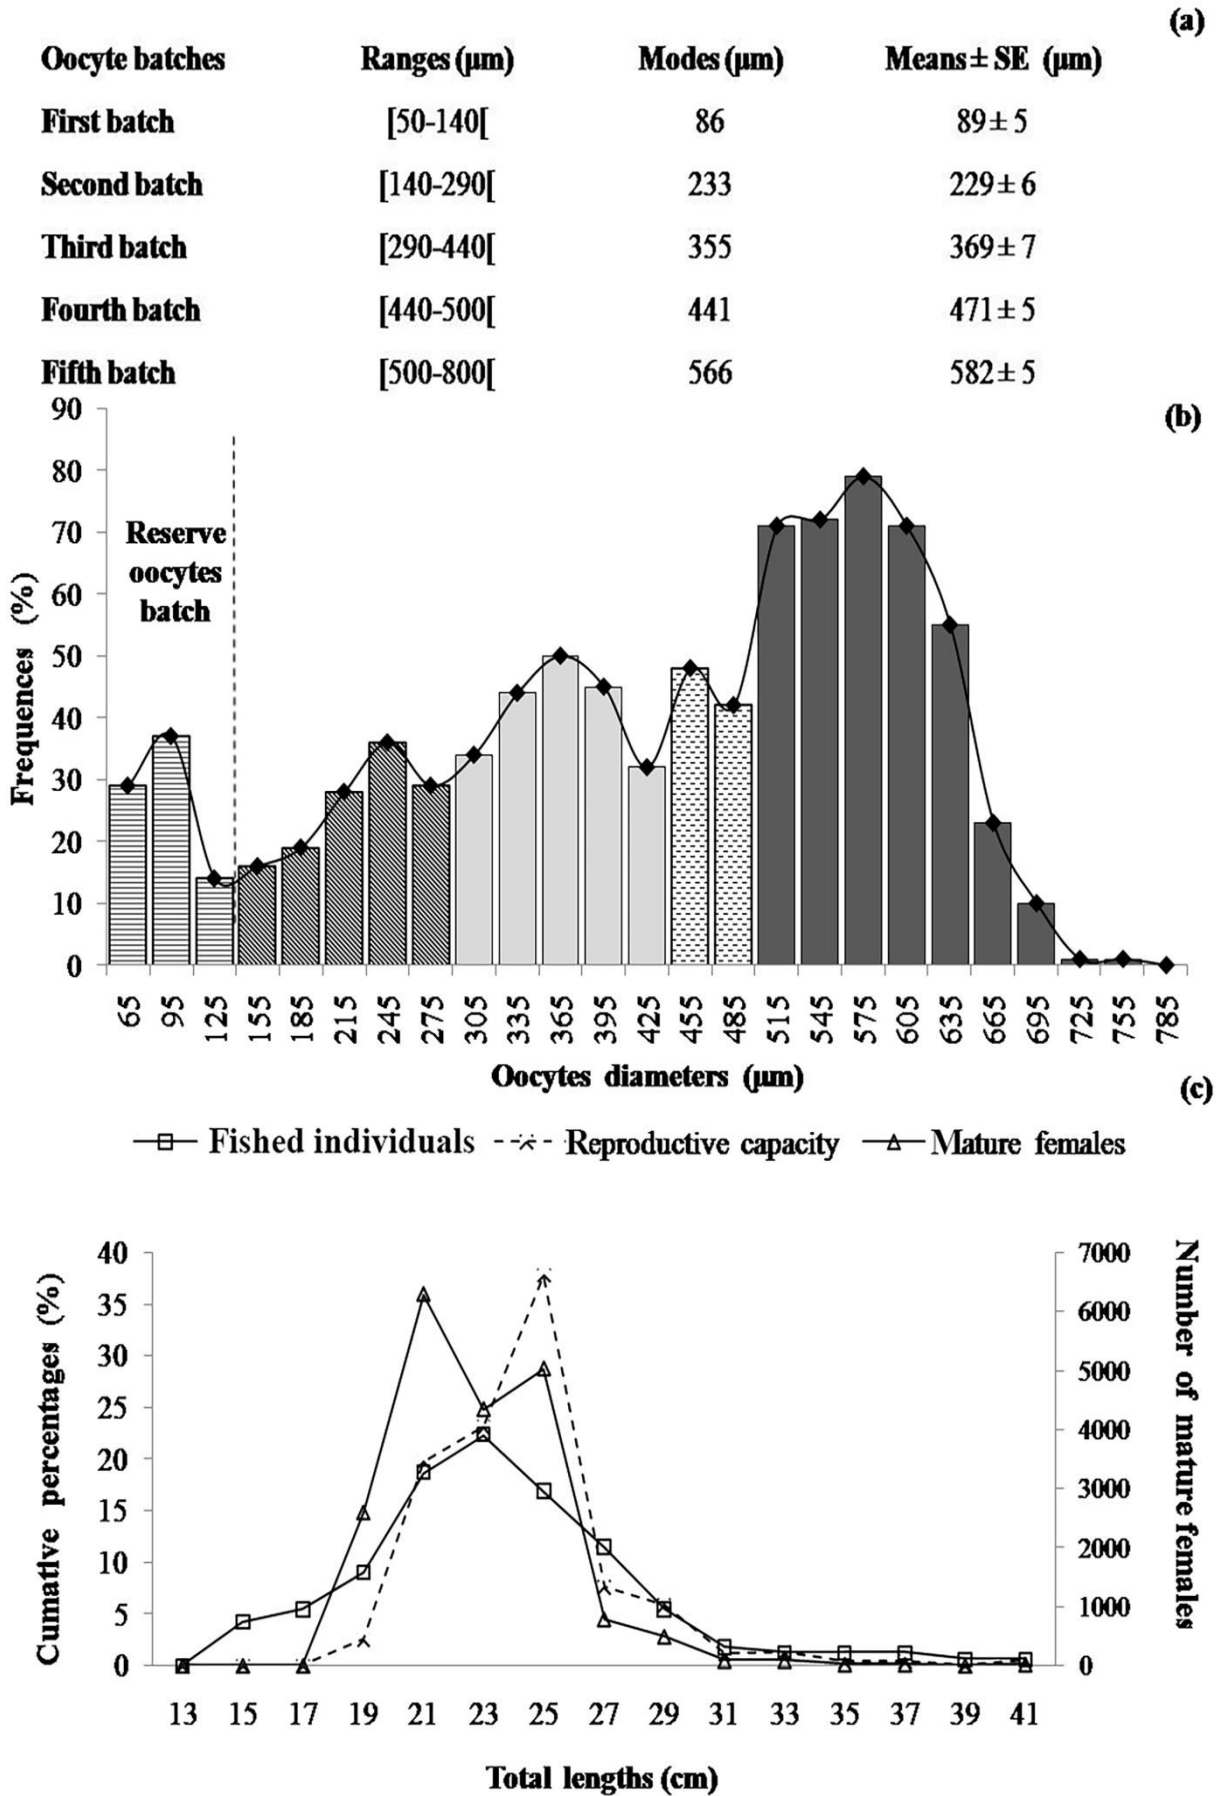 (a)
Oocyte batches Ranges (µm) Modes (µm) Means ± SE (µm)
First batch [50-140[ 86 89 ± 5
Second batch [140-290[ 233 229 ± 6
Third batch [290-440[ 355 369 ± 7
Fourth batch [440-500[ 441 471 ± 5
Fifth batch [500-800[ 566 582 ± 5
(b)
90
80
70
60
50
40
30
20
10
0
Frequences (%)
Reserve
oocytes
batch
65 95 125 155 185 215 245 275 305 335 365 395 425 455 485 515 545 575 605 635 665 695 725 755 785
Oocytes diameters (µm)
(c)
Fished individuals Reproductive capacity Mature females
40
35
30
25
20
15
10
5
0
Cumative percentages (%)
7000
6000
5000
4000
3000
2000
1000
0
Number of mature females
13 15 17 19 21 23 25 27 29 31 33 35 37 39 41
Total lengths (cm)